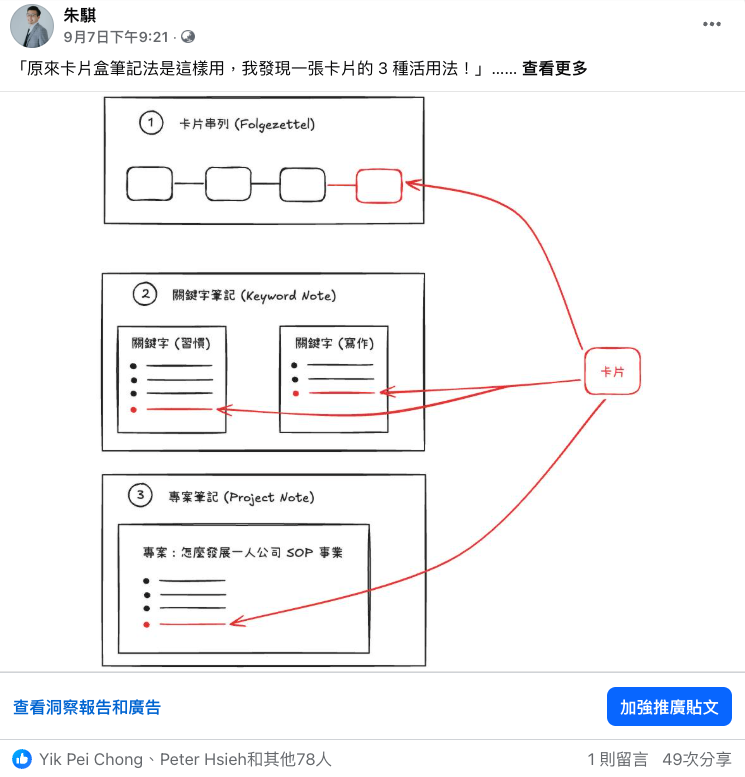 朱騏
9月7日下午9:21 ·
「原來卡片盒筆記法是這樣用，我發現一張卡片的 3 種活用法！」...... 查看更多
1 卡片串列 (Folgezettel)
2 關鍵字筆記 (Keyword Note)
關鍵字 (習慣) 關鍵字 (寫作)
卡片
3 專案筆記 (Project Note)
專案：怎麼發展一人公司 SOP 事業
查看洞察報告和廣告 加強推廣貼文
Yik Pei Chong、Peter Hsieh和其他78人 1 則留言 49次分享